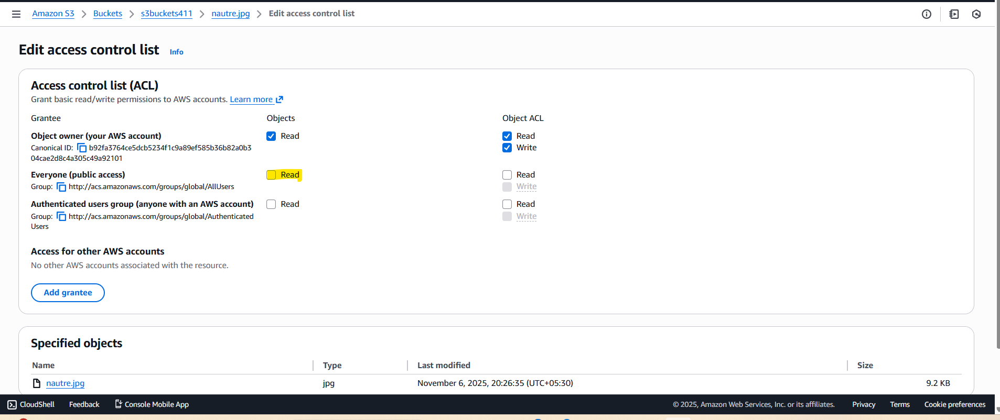 Amazon S3 > Buckets > s3buckets411 > nautre.jpg > Edit access control list
Edit access control list Info
Access control list (ACL)
Grant basic read/write permissions to AWS accounts. Learn more
Grantee Objects Object ACL
Object owner (your AWS account) Read Read
Canonical ID: b92fa3764ce5dcb5234f1c9a89ef585b36b82a0b3 Write
04cae2d8c4a305c49a92101
Everyone (public access) Read Read
Group: http://acs.amazonaws.com/groups/global/AllUsers Write
Authenticated users group (anyone with an AWS account) Read Read
Group: http://acs.amazonaws.com/groups/global/Authenticated Write
Users
Access for other AWS accounts
No other AWS accounts associated with the resource.
Add grantee
Specified objects
Name Type Last modified Size
nautre.jpg jpg November 6, 2025, 20:26:35 (UTC+05:30) 9.2 KB
CloudShell Feedback Console Mobile App © 2025, Amazon Web Services, Inc. or its affiliates. Privacy Terms Cookie preferences